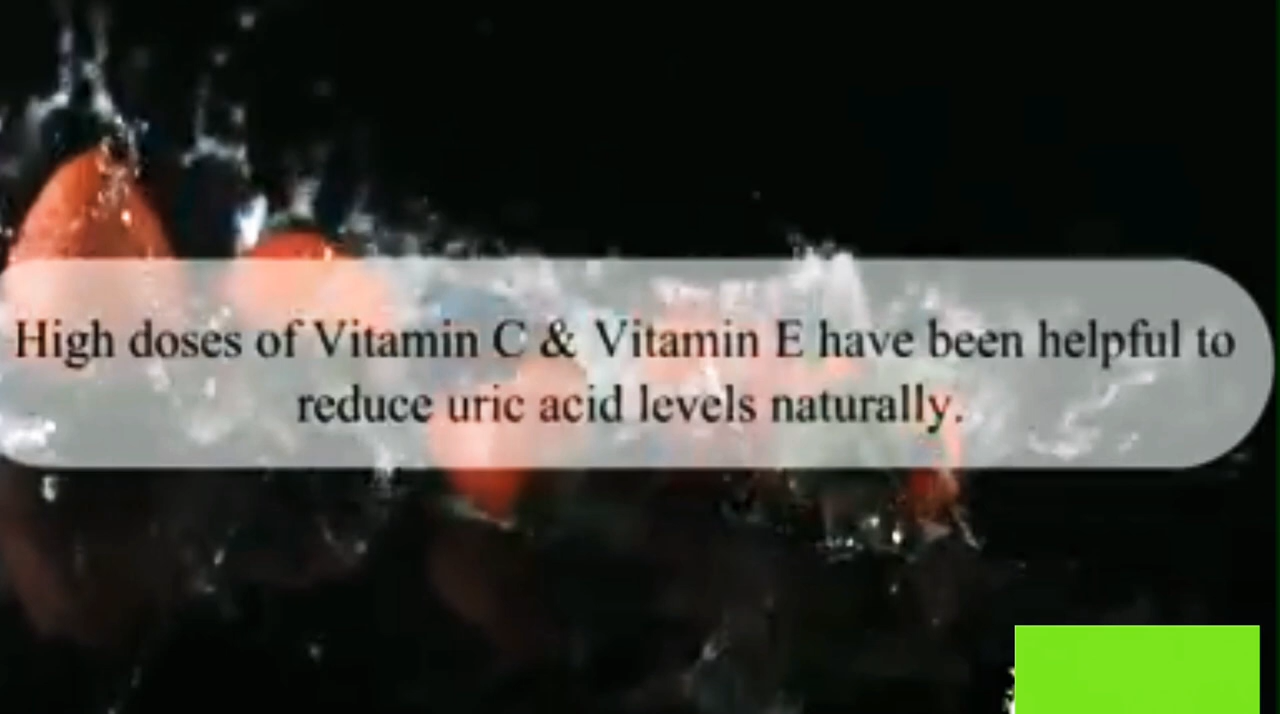 High doses of Vitamin C & Vitamin E have been helpful to
reduce uric acid levels naturally.